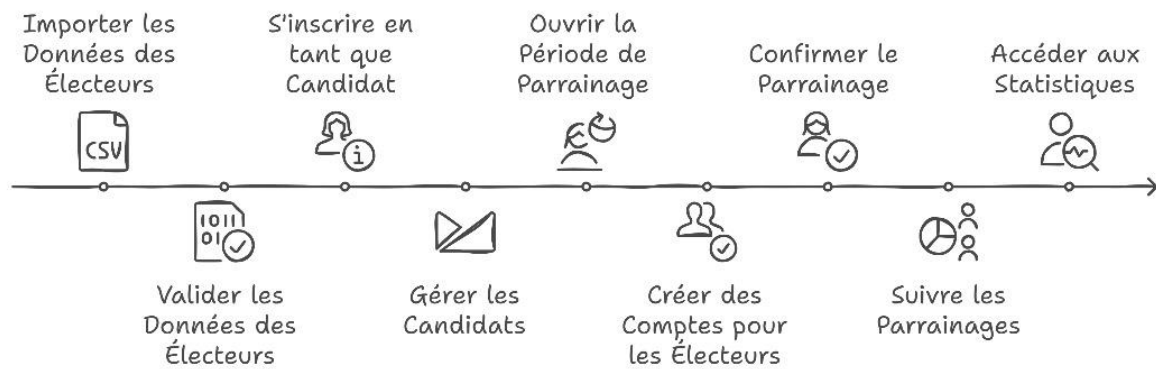 Importer les
Données des
Électeurs
CSV
S'inscrire en
tant que
Candidat
i
Ouvrir la
Période de
Parrainage
Confirmer le
Parrainage
Accéder aux
Statistiques
1011
01
Valider les
Données des
Électeurs
Gérer les
Candidats
Créer des
Comptes pour
les Électeurs
Suivre les
Parrainages